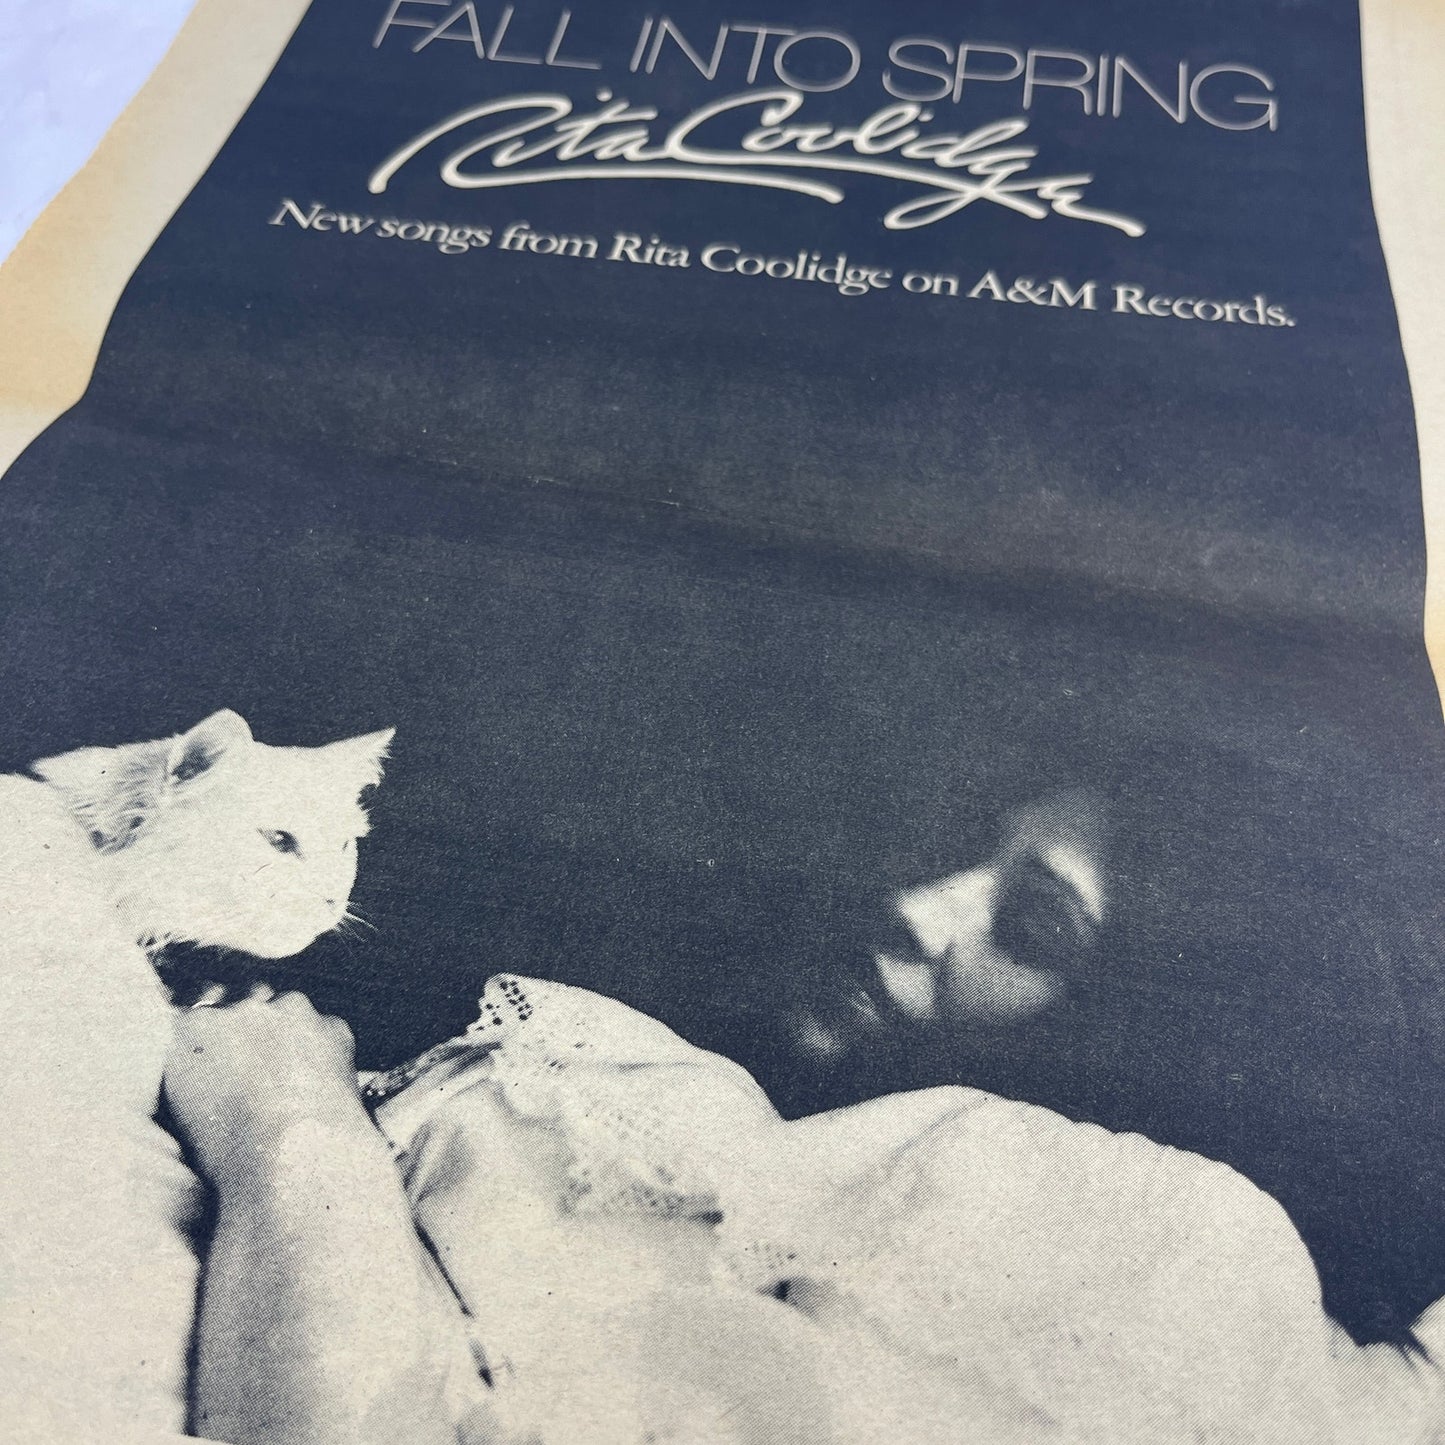 FALL INTO SPRING
Rita Coolidge
New songs from Rita Coolidge on A&M Records.